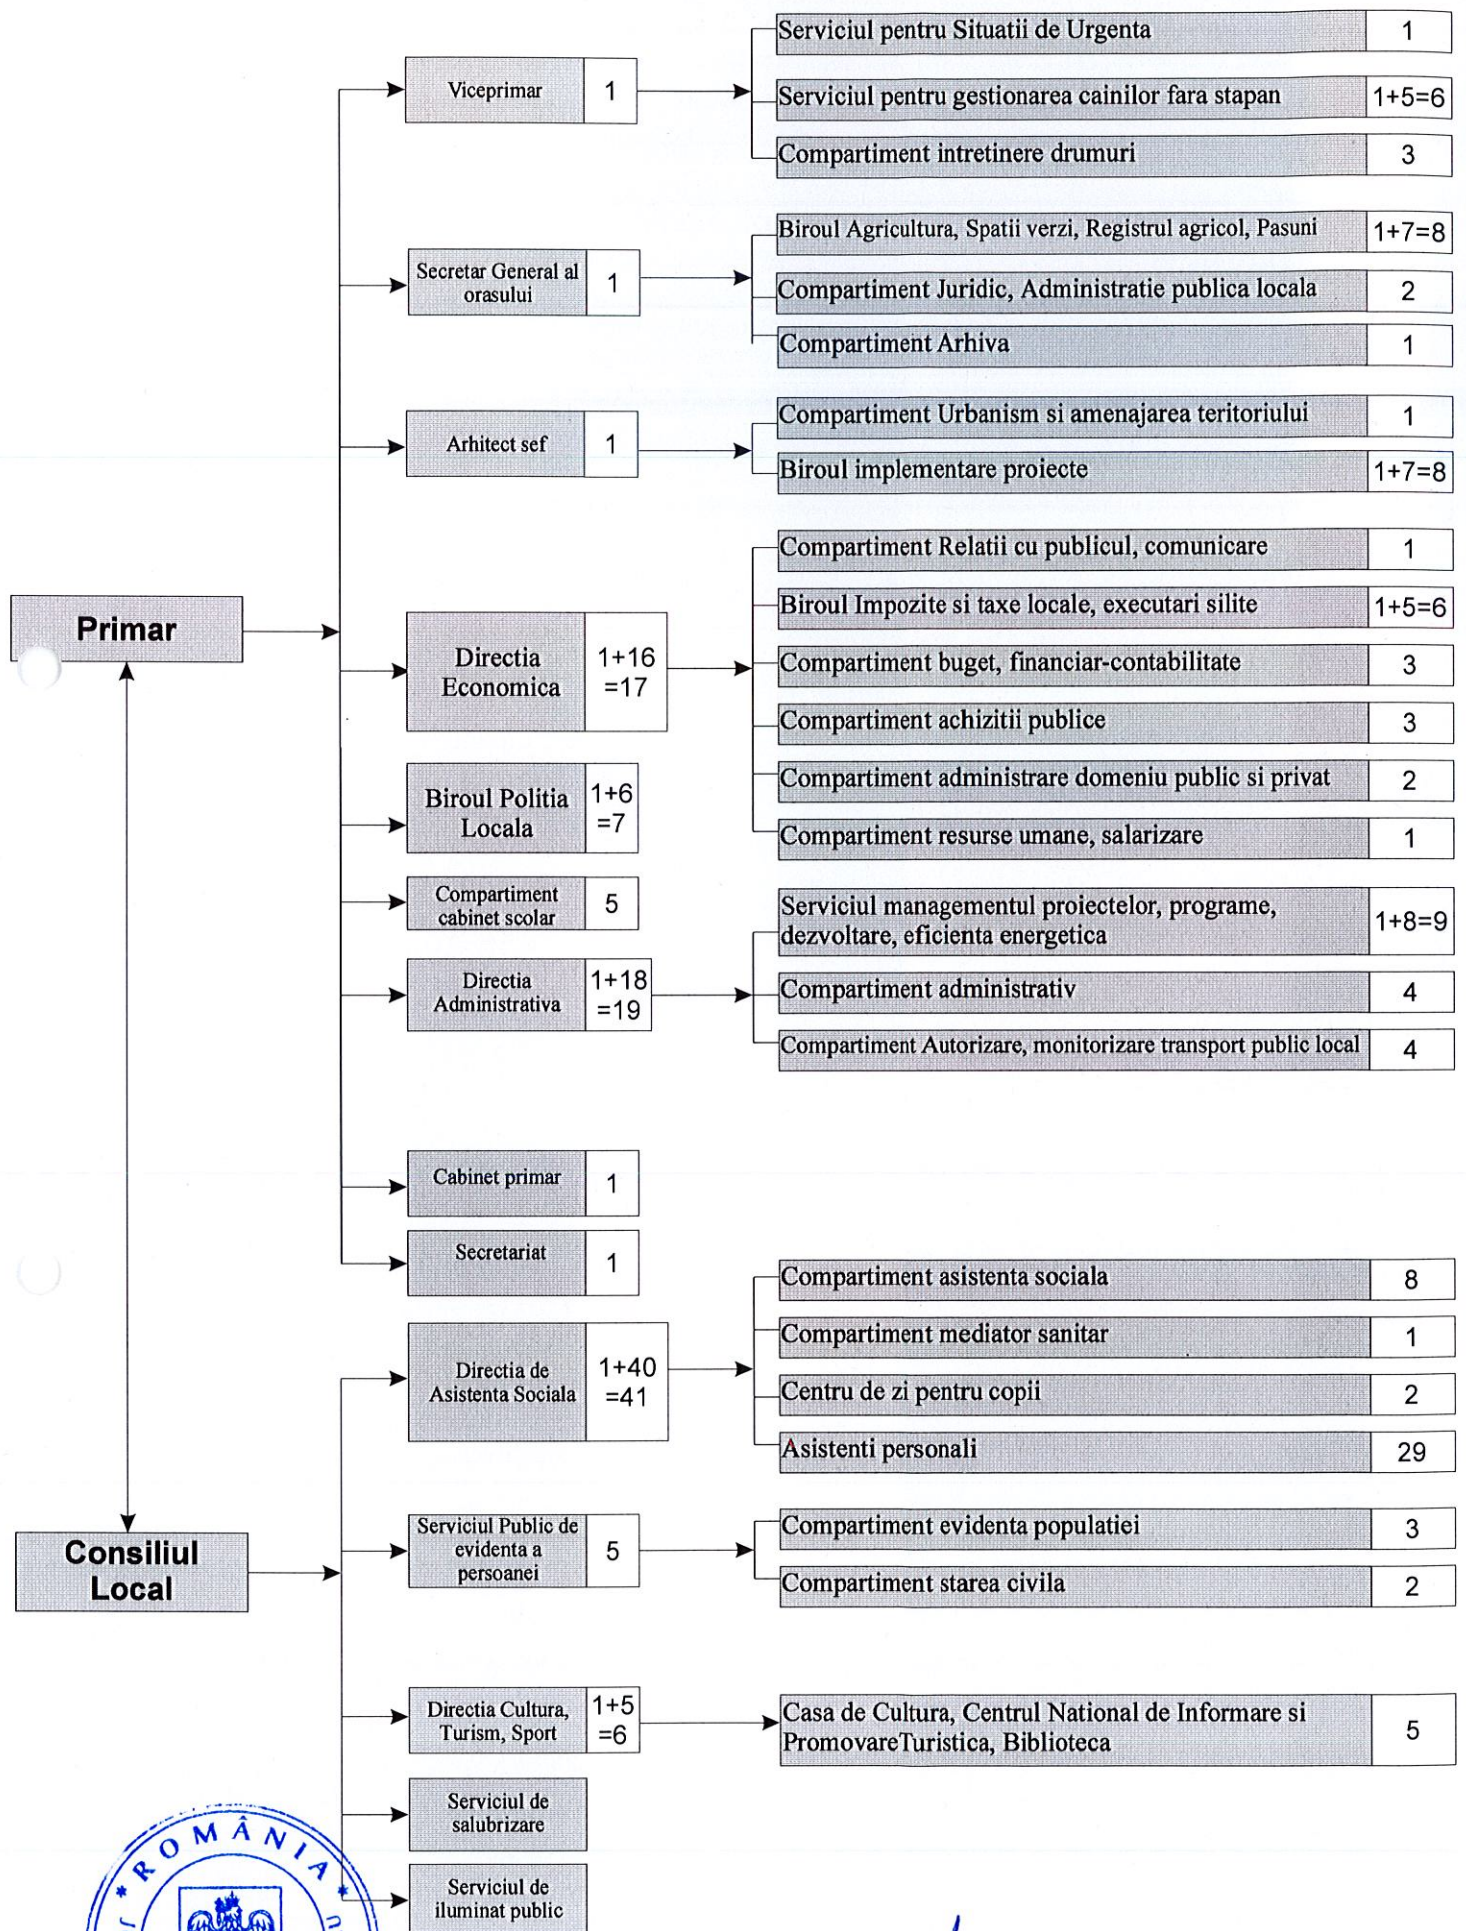 Serviciul pentru Situatii de Urgenta 1
Viceprimar 1
Serviciul pentru gestionarea cainilor fara stapan 1+5=6
Compartiment intretinere drumuri 3
Biroul Agricultura, Spatii verzi, Registrul agricol, Pasuni 1+7=8
Secretar General al
orasului
1
Compartiment Juridic, Administratie publica locala 2
Compartiment Arhiva 1
Compartiment Urbanism si amenajarea teritoriului 1
Arhitect sef 1
Biroul implementare proiecte 1+7=8
Primar
Compartiment Relatii cu publicul, comunicare 1
Biroul Impozite si taxe locale, executari silite 1+5=6
Directia
Economica
1+16
=17
Compartiment buget, financiar-contabilitate 3
Compartiment achizitii publice 3
Compartiment administrare domeniu public si privat 2
Compartiment resurse umane, salarizare 1
Biroul Politia
Locala
1+6
=7
Compartiment
cabinet scolar
5
Serviciul managementul proiectelor, programe,
dezvoltare, eficienta energetica
1+8=9
Directia
Administrativa
1+18
=19
Compartiment administrativ 4
Compartiment Autorizare, monitorizare transport public local 4
Cabinet primar 1
Secretariat 1
Compartiment asistenta sociala 8
Compartiment mediator sanitar 1
Directia de
Asistenta Sociala
1+40
=41
Centru de zi pentru copii 2
Asistenti personali 29
Consiliul
Local
Serviciul Public de
evidenta a
persoanei
5
Compartiment evidenta populatiei 3
Compartiment starea civila 2
Directia Cultura,
Turism, Sport
1+5
=6
Casa de Cultura, Centrul National de Informare si
PromovareTuristica, Biblioteca
5
Serviciul de
salubrizare
Serviciul de
iluminat public
* ROMÂNIA *